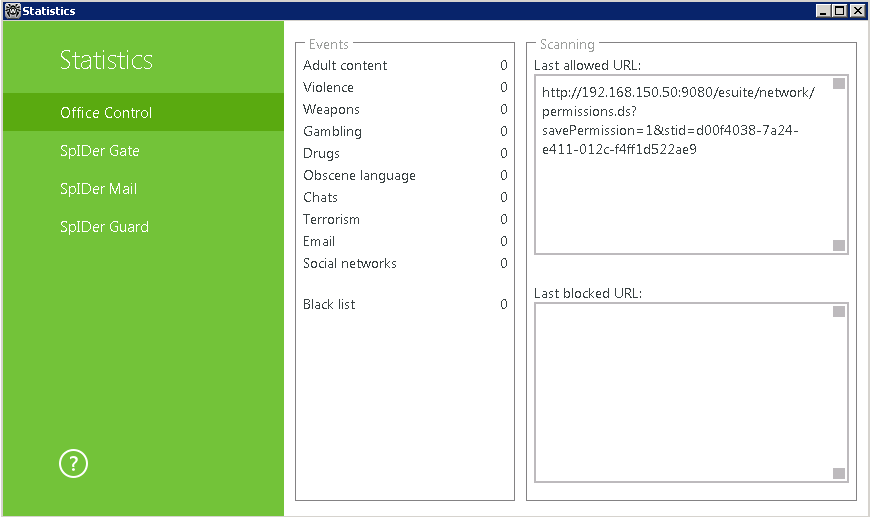 Statistics
Statistics
Office Control
SpIDer Gate
SpIDer Mail
SpIDer Guard
?
Events
Adult content 0
Violence 0
Weapons 0
Gambling 0
Drugs 0
Obscene language 0
Chats 0
Terrorism 0
Email 0
Social networks 0
Black list 0
Scanning
Last allowed URL:
http://192.168.150.50:9080/esuite/network/
permissions.ds?
savePermission=1&stid=d00f4038-7a24-
e411-012c-f4ff1d522ae9
Last blocked URL: